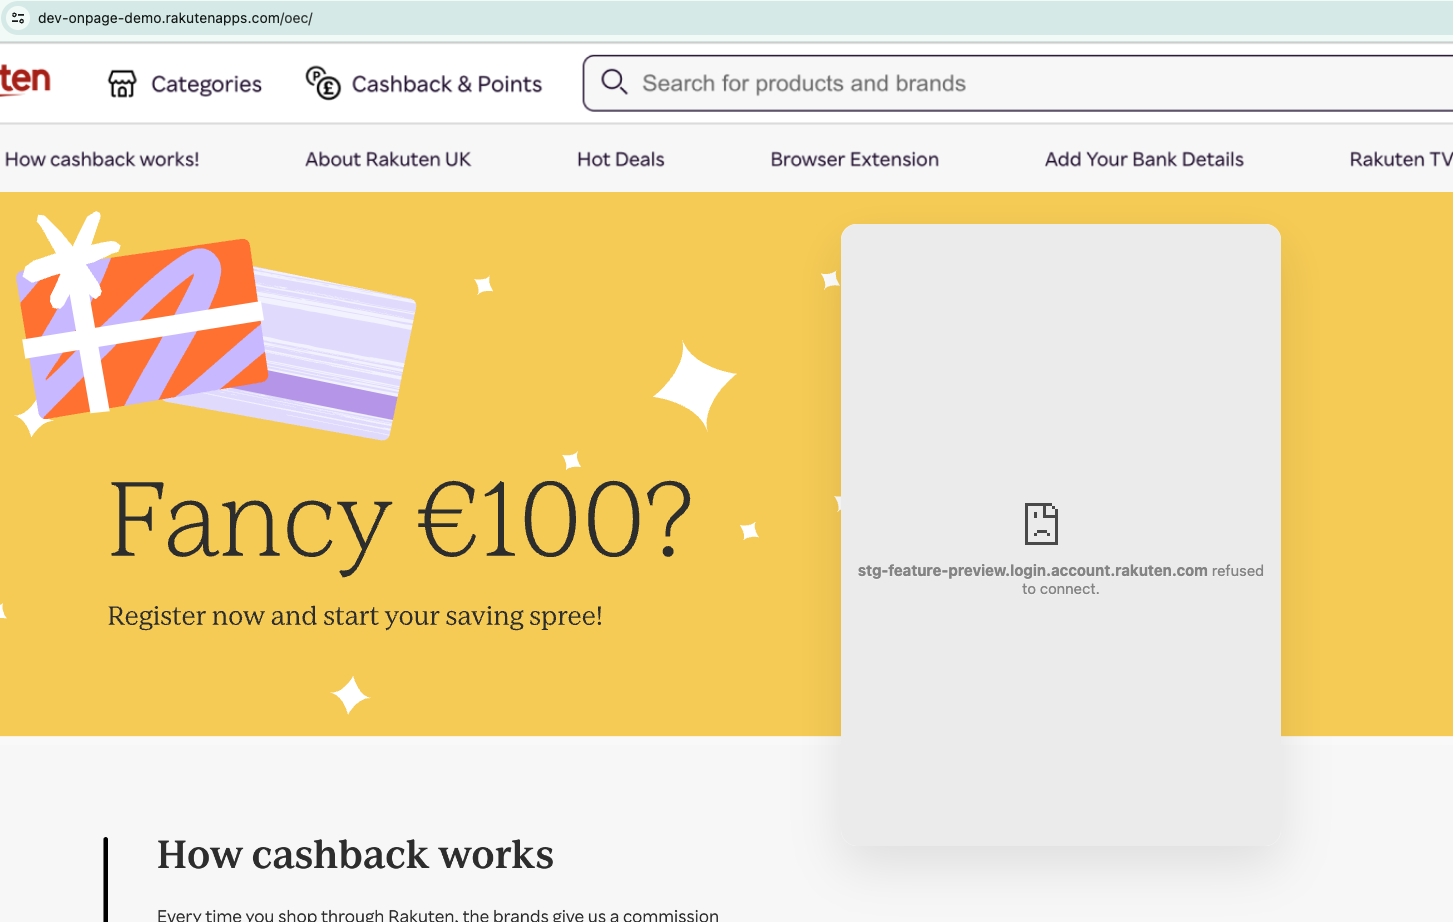 dev-onpage-demo.rakutenapps.com/oec/
ten
Categories
Cashback & Points
Search for products and brands
How cashback works!
About Rakuten UK
Hot Deals
Browser Extension
Add Your Bank Details
Rakuten TV
Fancy €100?
Register now and start your saving spree!
stg-feature-preview.login.account.rakuten.com refused
to connect.
How cashback works
Every time you shop through Rakuten, the brands give us a commission